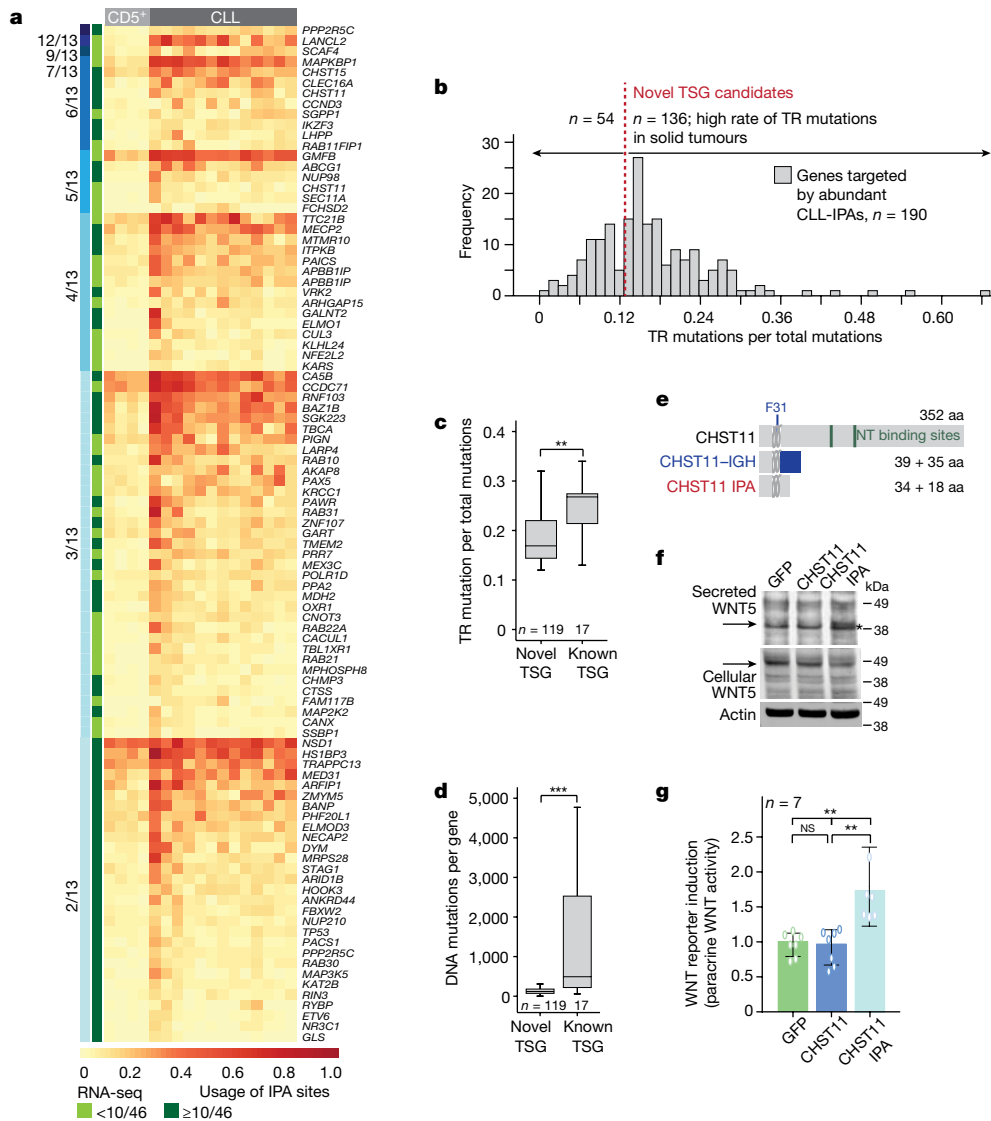 a
CD5⁺
CLL
12/13
9/13
7/13
6/13
5/13
4/13
3/13
2/13
PPP2R5C
LANCL2
SCAF4
MAPKBP1
CHST15
CLEC16A
CHST11
CCND3
SGPP1
IKZF3
LHPP
RAB11FIP1
GMFB
ABCG1
NUP98
CHST11
SEC11A
FCHSD2
TTC21B
MECP2
MTMR10
ITPKB
PAICS
APBB1IP
APBB1IP
VRK2
ARHGAP15
GALNT2
ELMO1
CUL3
KLHL24
NFE2L2
KARS
CA5B
CCDC71
RNF103
BAZ1B
SGK223
TBCA
PIGN
LARP4
RAB10
AKAP8
PAX5
KRCC1
PAWR
RAB31
ZNF107
GART
TMEM2
PRR7
MEX3C
POLR1D
PPA2
MDH2
OXR1
CNOT3
RAB22A
CACUL1
TBL1XR1
RAB21
MPHOSPH8
CHMP3
CTSS
FAM117B
MAP2K2
CANX
SSBP1
NSD1
HS1BP3
TRAPPC13
MED31
ARFIP1
ZMYM5
BANP
PHF20L1
ELMOD3
NECAP2
DYM
MRPS28
STAG1
ARID1B
HOOK3
ANKRD44
FBXW2
NUP210
TP53
PACS1
PPP2R5C
RAB30
MAP3K5
KAT2B
RIN3
RYBP
ETV6
NR3C1
GLS
0 0.2 0.4 0.6 0.8 1.0
RNA-seq Usage of IPA sites
<10/46 ≥10/46
b
Novel TSG candidates
n = 54
n = 136; high rate of TR mutations
in solid tumours
Genes targeted
by abundant
CLL-IPAs, n = 190
Frequency
30
20
10
0
0 0.12 0.24 0.36 0.48 0.60
TR mutations per total mutations
c
TR mutation per total mutations
0.4
0.3
0.2
0.1
0
**
n = 119 17
Novel Known
TSG TSG
d
DNA mutations per gene
5,000
4,000
3,000
2,000
1,000
0
***
n = 119 17
Novel Known
TSG TSG
e
F31
352 aa
CHST11
NT binding sites
CHST11–IGH
39 + 35 aa
CHST11 IPA
34 + 18 aa
f
GFP
CHST11
CHST11
IPA
kDa
Secreted
WNT5
49
38
*
Cellular
WNT5
49
38
49
Actin
38
g
n = 7
**
NS
**
WNT reporter induction
(paracrine WNT activity)
2.5
2.0
1.5
1.0
0.5
0
GFP
CHST11
CHST11
IPA